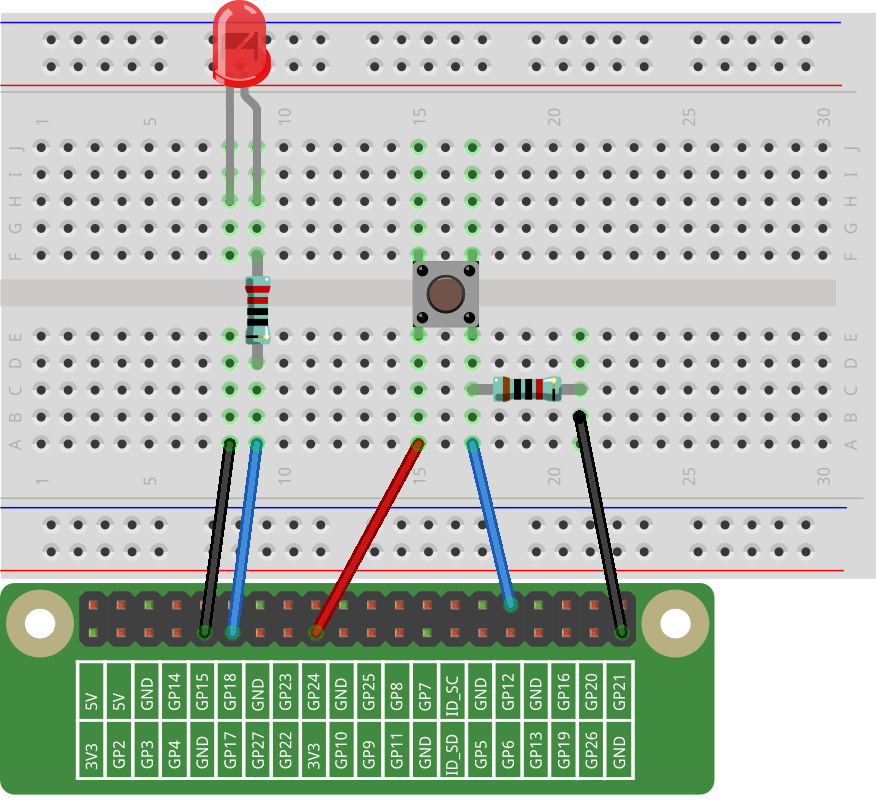 1 5 10 15 20 25 30
J J
I I
H H
G G
F F
E E
D D
C C
B B
A A
1 5 10 15 20 25 30
5V 5V GND GP14 GP15 GP18 GND GP23 GP24 GND GP25 GP8 GP7 ID_SC GND GP12 GND GP16 GP20 GP21
3V3 GP2 GP3 GP4 GND GP17 GP27 GP22 3V3 GP10 GP9 GP11 GND ID_SD GP5 GP6 GP13 GP19 GP26 GND